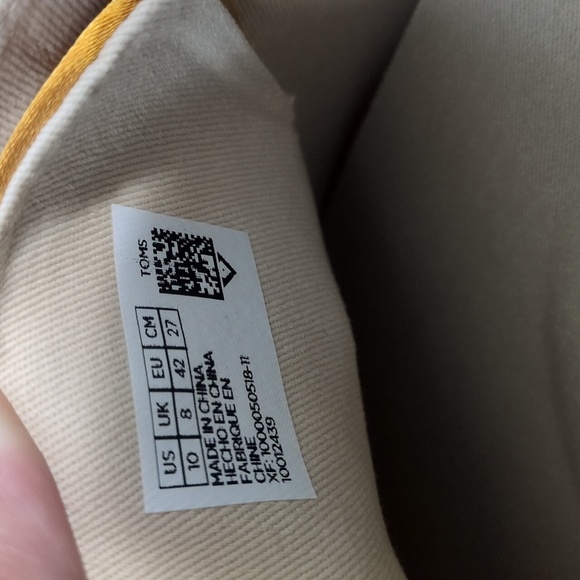 TOMS
US UK EU CM
10 8 42 27
MADE IN CHINA
HECHO EN CHINA
FABRIQUE EN
CHINE
XF: 1000050518-11
10012439